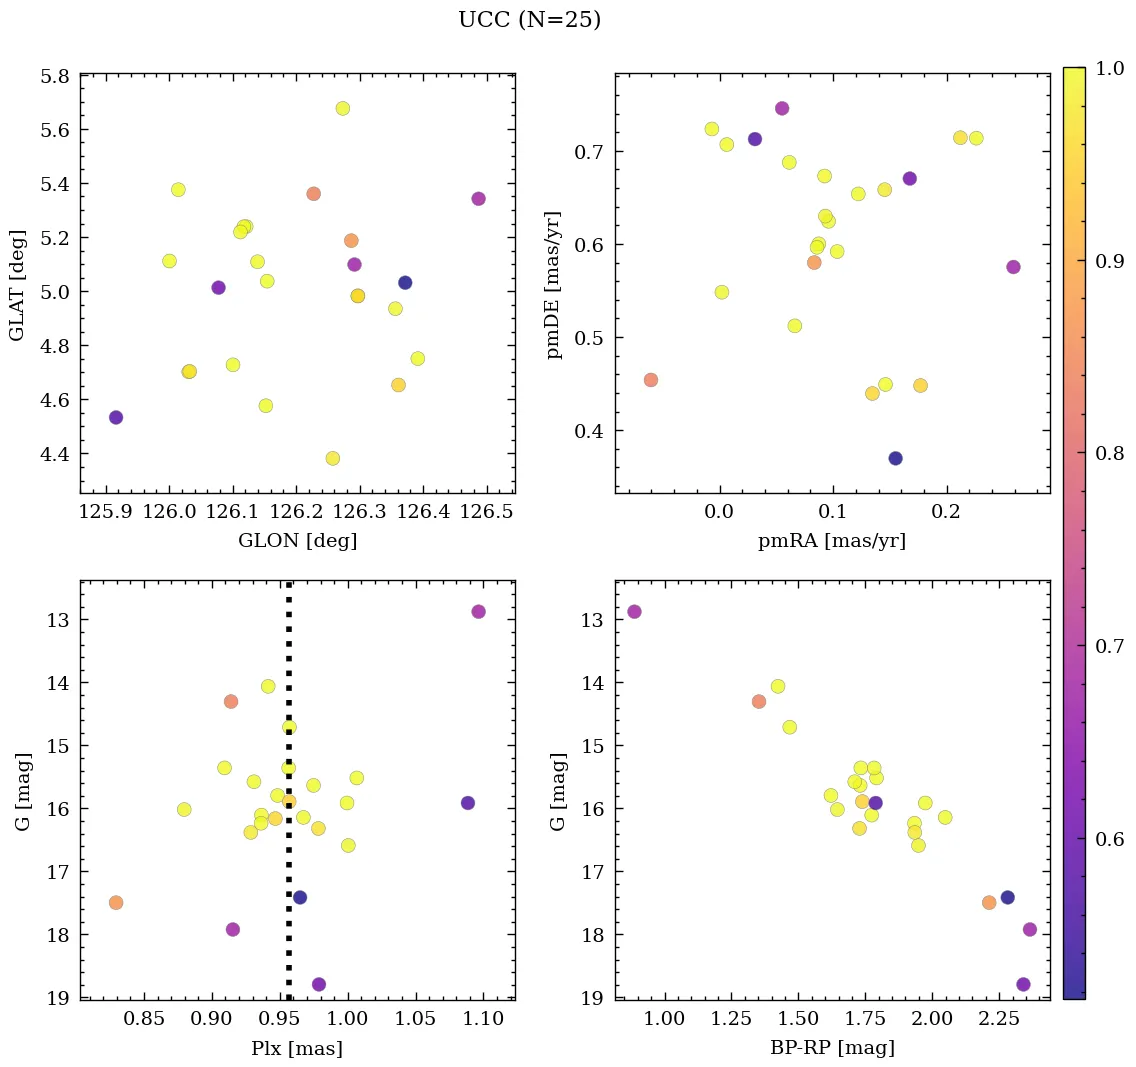 UCC (N=25)
5.8
5.6
5.4
5.2
5.0
4.8
4.6
4.4
GLAT [deg]
125.9 126.0 126.1 126.2 126.3 126.4 126.5
GLON [deg]
0.7
0.6
0.5
0.4
pmDE [mas/yr]
0.0 0.1 0.2
pmRA [mas/yr]
1.0
0.9
0.8
0.7
0.6
13
14
15
16
17
18
19
G [mag]
0.85 0.90 0.95 1.00 1.05 1.10
Plx [mas]
13
14
15
16
17
18
19
G [mag]
1.00 1.25 1.50 1.75 2.00 2.25
BP-RP [mag]